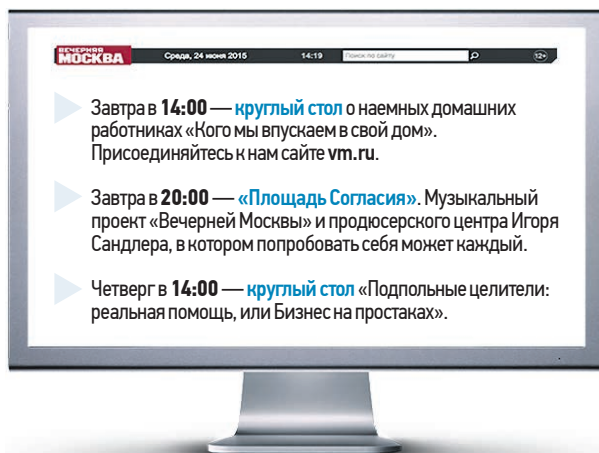 ВЕЧЕРНЯЯ
МОСКВА Среда, 24 июня 2015 14:19 Поиск по сайту 12+
Завтра в 14:00 — круглый стол о наемных домашних
работниках «Кого мы впускаем в свой дом».
Присоединяйтесь к нам сайте vm.ru.
Завтра в 20:00 — «Площадь Согласия». Музыкальный
проект «Вечерней Москвы» и продюсерского центра Игоря
Сандлера, в котором попробовать себя может каждый.
Четверг в 14:00 — круглый стол «Подпольные целители:
реальная помощь, или Бизнес на простаках».